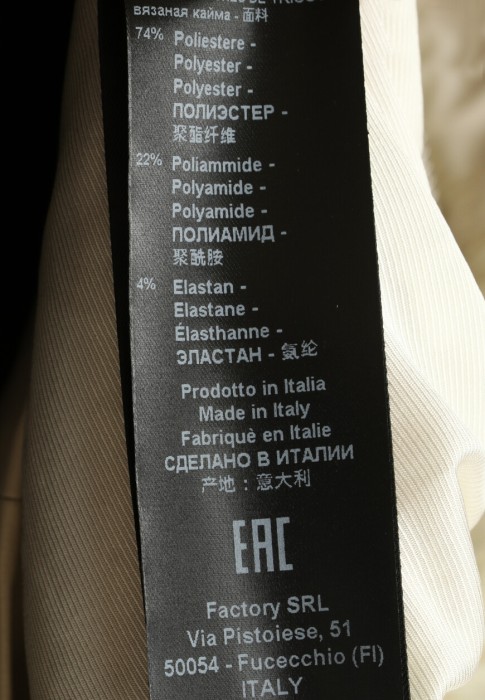 DE TRICOT
вязаная кайма - 面料
74% Poliestere -
Polyester -
Polyester -
ПОЛИЭСТЕР -
聚酯纤维
22% Poliammide -
Polyamide -
Polyamide -
ПОЛИАМИД -
聚酰胺
4% Elastan -
Elastane -
Élasthanne -
ЭЛАСТАН - 氨纶
Prodotto in Italia
Made in Italy
Fabriquè en Italie
СДЕЛАНО В ИТАЛИИ
产地 : 意大利
EAC
Factory SRL
Via Pistoiese, 51
50054 - Fucecchio (FI)
ITALY